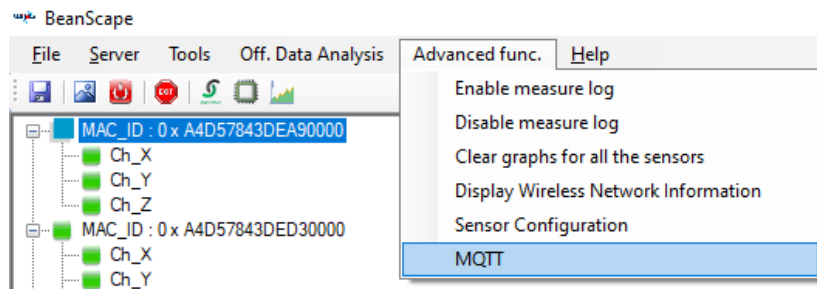 BeanScape
File Server Tools Off. Data Analysis Advanced func. Help
Enable measure log
Disable measure log
Clear graphs for all the sensors
Display Wireless Network Information
Sensor Configuration
MQTT
MAC_ID : 0 x A4D57843DEA90000
Ch_X
Ch_Y
Ch_Z
MAC_ID : 0 x A4D57843DED30000
Ch_X
Ch_Y